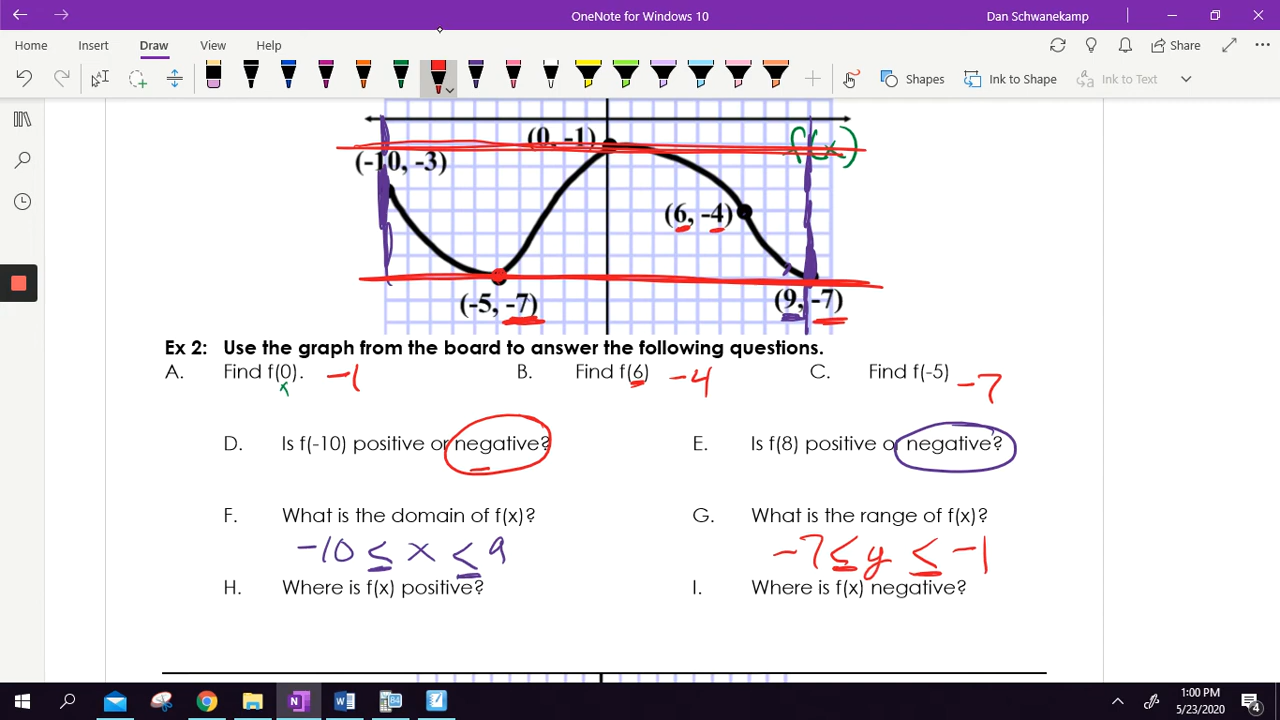 OneNote for Windows 10
Dan Schwanekamp
Home Insert Draw View Help
Share
Shapes Ink to Shape Ink to Text
(0, -1)
f(x)
(-10, -3)
(6, -4)
(-5, -7)
(9, -7)
Ex 2: Use the graph from the board to answer the following questions.
A. Find f(0). -1 B. Find f(6) -4 C. Find f(-5) -7
x
D. Is f(-10) positive or negative? E. Is f(8) positive or negative?
F. What is the domain of f(x)? G. What is the range of f(x)?
-10 ≤ x ≤ 9 -7 ≤ y ≤ -1
H. Where is f(x) positive? I. Where is f(x) negative?
1:00 PM
5/23/2020
4